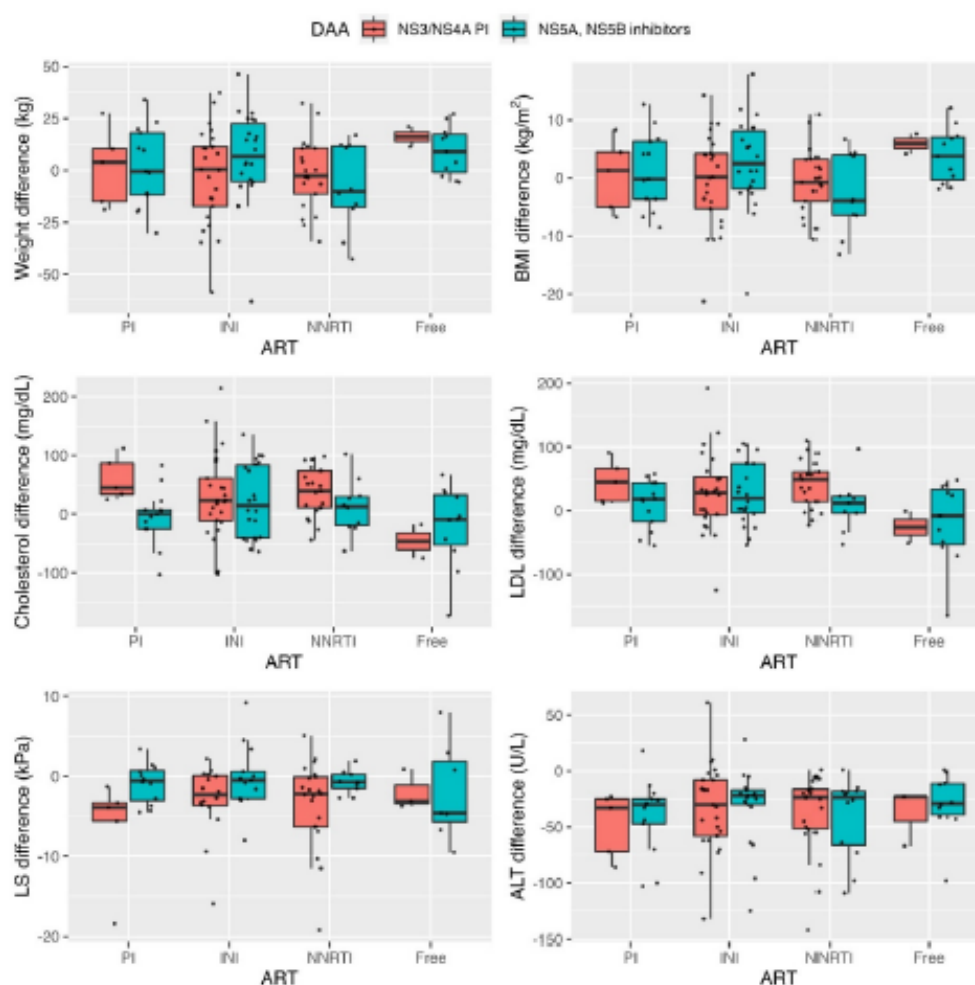 DAA NS3/NS4A PI NS5A, NS5B inhibitors
Weight difference (kg)
50
25
0
-25
-50
PI INI NNRTI Free
ART
BMI difference (kg/m²)
10
0
-10
-20
PI INI NNRTI Free
ART
Cholesterol difference (mg/dL)
200
100
0
-100
PI INI NNRTI Free
ART
LDL difference (mg/dL)
200
100
0
-100
PI INI NNRTI Free
ART
LS difference (kPa)
10
0
-10
-20
PI INI NNRTI Free
ART
ALT difference (U/L)
50
0
-50
-100
-150
PI INI NNRTI Free
ART